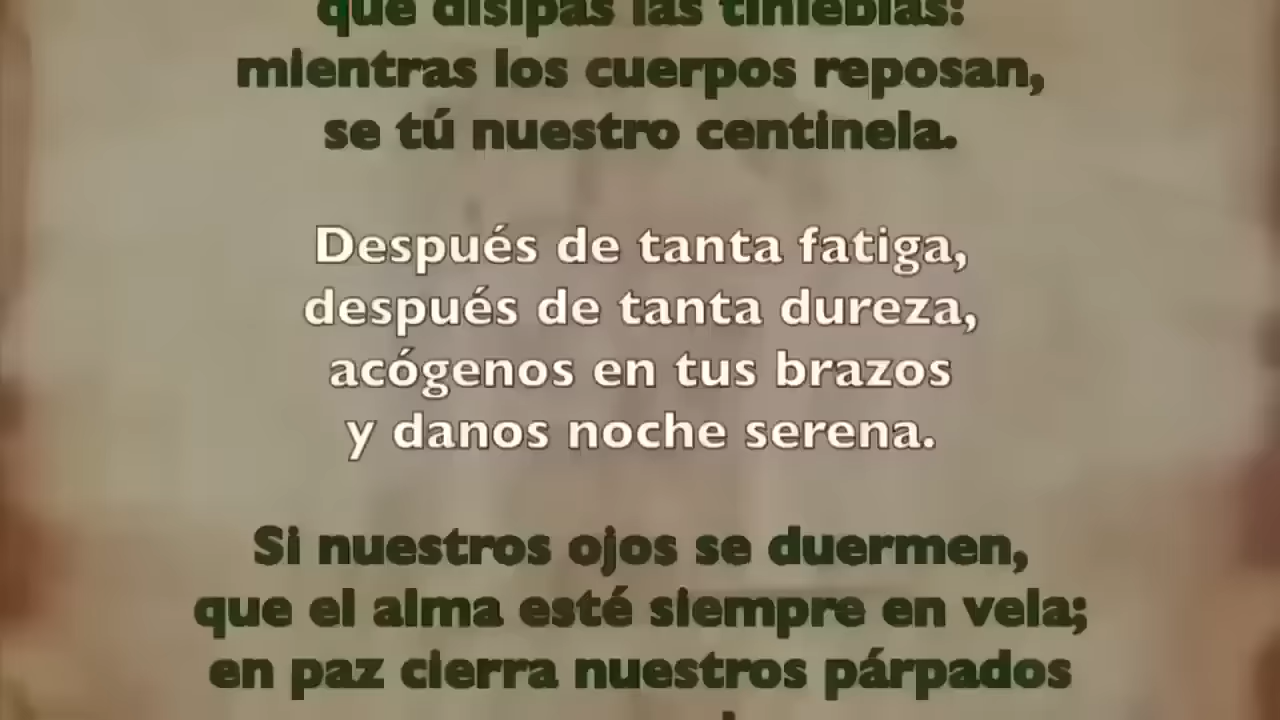 que disipas las tinieblas:
mientras los cuerpos reposan,
se tú nuestro centinela.
Después de tanta fatiga,
después de tanta dureza,
acógenos en tus brazos
y danos noche serena.
Si nuestros ojos se duermen,
que el alma esté siempre en vela;
en paz cierra nuestros párpados